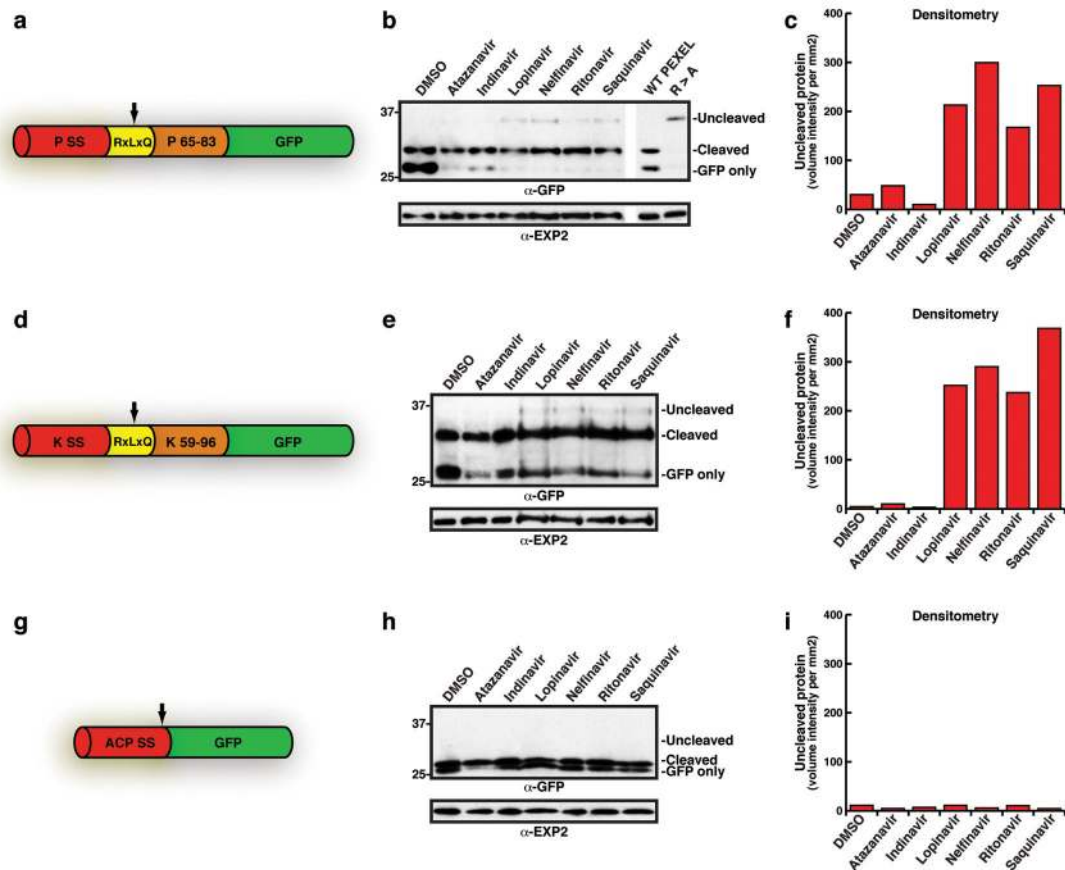 a
P SS
RxLxQ
P 65-83
GFP
b
DMSO
Atazanavir
Indinavir
Lopinavir
Nelfinavir
Ritonavir
Saquinavir
WT PEXEL
R > A
37
25
-Uncleaved
-Cleaved
-GFP only
α-GFP
α-EXP2
c
Densitometry
Uncleaved protein
(volume intensity per mm2)
400
300
200
100
0
DMSO
Atazanavir
Indinavir
Lopinavir
Nelfinavir
Ritonavir
Saquinavir
d
K SS
RxLxQ
K 59-96
GFP
e
DMSO
Atazanavir
Indinavir
Lopinavir
Nelfinavir
Ritonavir
Saquinavir
37
25
-Uncleaved
-Cleaved
-GFP only
α-GFP
α-EXP2
f
Densitometry
Uncleaved protein
(volume intensity per mm2)
400
300
200
100
0
DMSO
Atazanavir
Indinavir
Lopinavir
Nelfinavir
Ritonavir
Saquinavir
g
ACP SS
GFP
h
DMSO
Atazanavir
Indinavir
Lopinavir
Nelfinavir
Ritonavir
Saquinavir
37
25
-Uncleaved
-Cleaved
-GFP only
α-GFP
α-EXP2
i
Densitometry
Uncleaved protein
(volume intensity per mm2)
400
300
200
100
0
DMSO
Atazanavir
Indinavir
Lopinavir
Nelfinavir
Ritonavir
Saquinavir